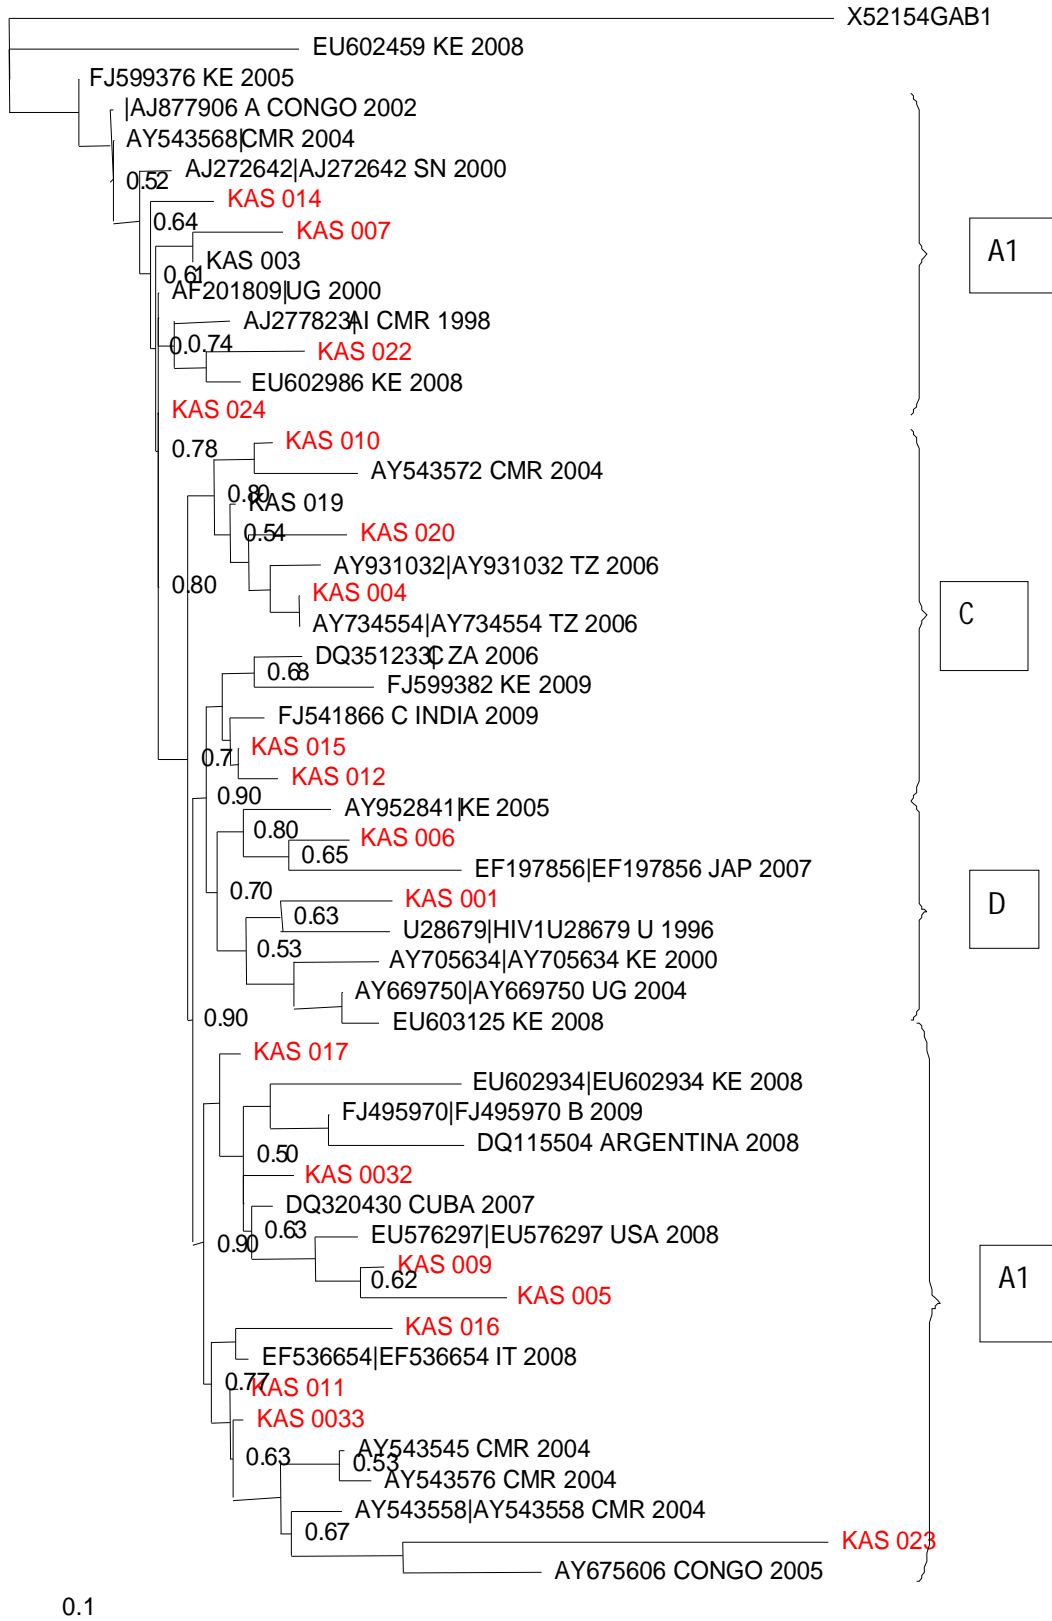 X52154GAB1
EU602459 KE 2008
FJ599376 KE 2005
|AJ877906 A CONGO 2002
AY543568|CMR 2004
AJ272642|AJ272642 SN 2000
0.52
KAS 014
0.64
KAS 007
A1
KAS 003
0.61
AF201809|UG 2000
AJ277823|AI CMR 1998
0.74
KAS 022
EU602986 KE 2008
KAS 024
KAS 010
0.78
AY543572 CMR 2004
0.80
KAS 019
0.54
KAS 020
AY931032|AY931032 TZ 2006
0.80
KAS 004
C
AY734554|AY734554 TZ 2006
DQ351233|C ZA 2006
0.68
FJ599382 KE 2009
FJ541866 C INDIA 2009
KAS 015
0.7
KAS 012
0.90
AY952841|KE 2005
0.80
KAS 006
0.65
EF197856|EF197856 JAP 2007
0.70
KAS 001
D
0.63
U28679|HIV1U28679 U 1996
0.53
AY705634|AY705634 KE 2000
AY669750|AY669750 UG 2004
0.90
EU603125 KE 2008
KAS 017
EU602934|EU602934 KE 2008
FJ495970|FJ495970 B 2009
DQ115504 ARGENTINA 2008
0.50
KAS 0032
DQ320430 CUBA 2007
0.63
EU576297|EU576297 USA 2008
0.90
KAS 009
0.62
A1
KAS 005
KAS 016
EF536654|EF536654 IT 2008
0.77
KAS 011
KAS 0033
AY543545 CMR 2004
0.63
0.53
AY543576 CMR 2004
AY543558|AY543558 CMR 2004
0.67
KAS 023
AY675606 CONGO 2005
0.1